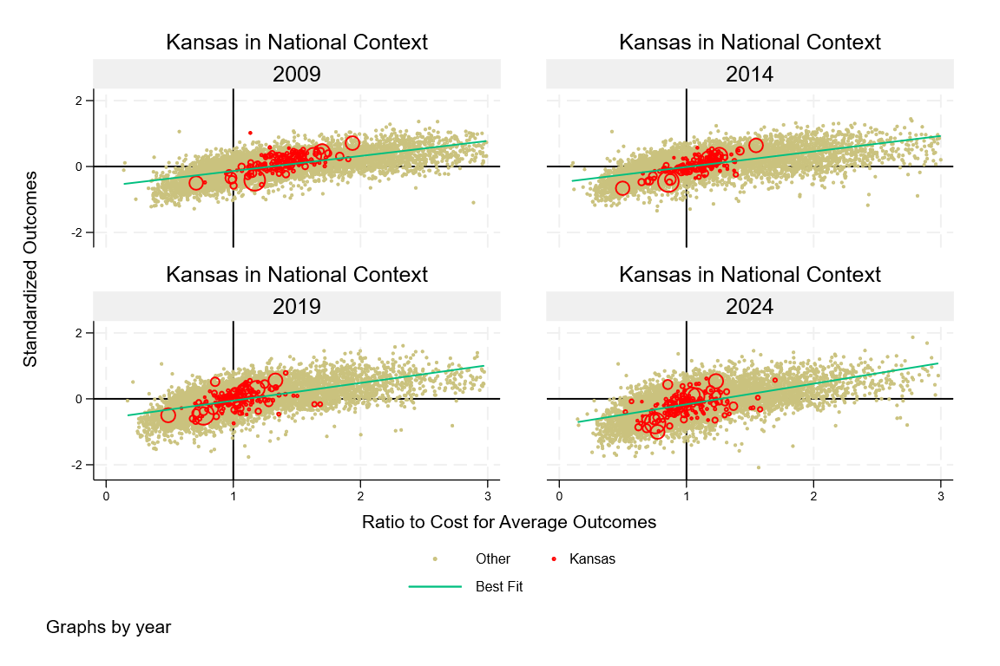 Kansas in National Context
2009
Kansas in National Context
2014
2
0
-2
Kansas in National Context
2019
Kansas in National Context
2024
2
0
-2
0 1 2 3
0 1 2 3
Standardized Outcomes
Ratio to Cost for Average Outcomes
Other
Kansas
Best Fit
Graphs by year